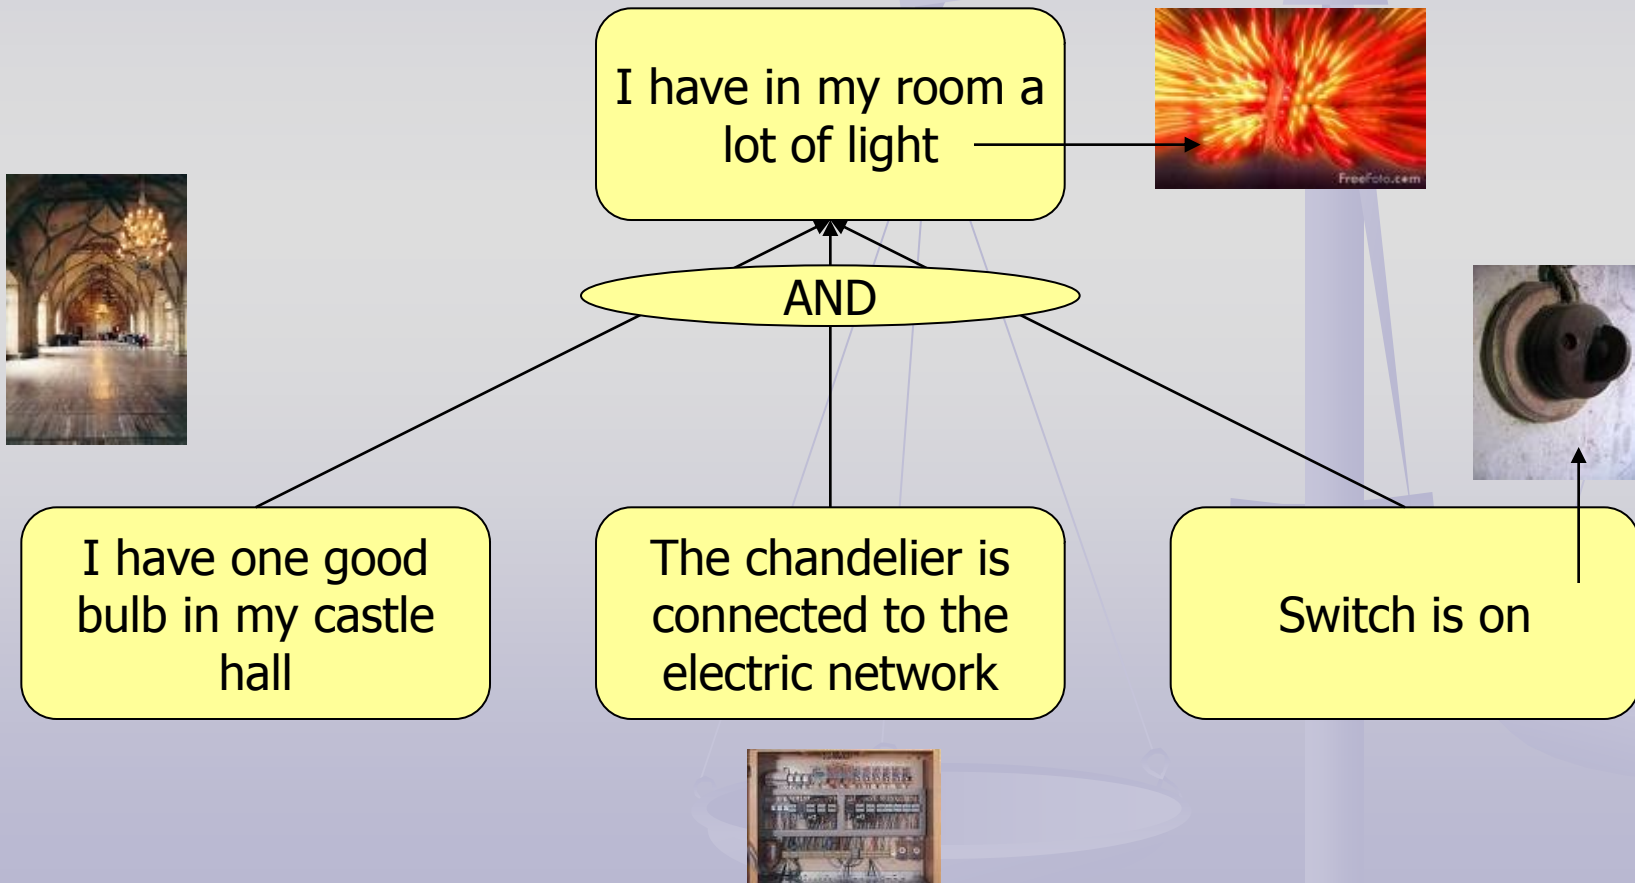 I have in my room a
lot of light
FreeFoto.com
AND
I have one good
bulb in my castle
hall
The chandelier is
connected to the
electric network
Switch is on